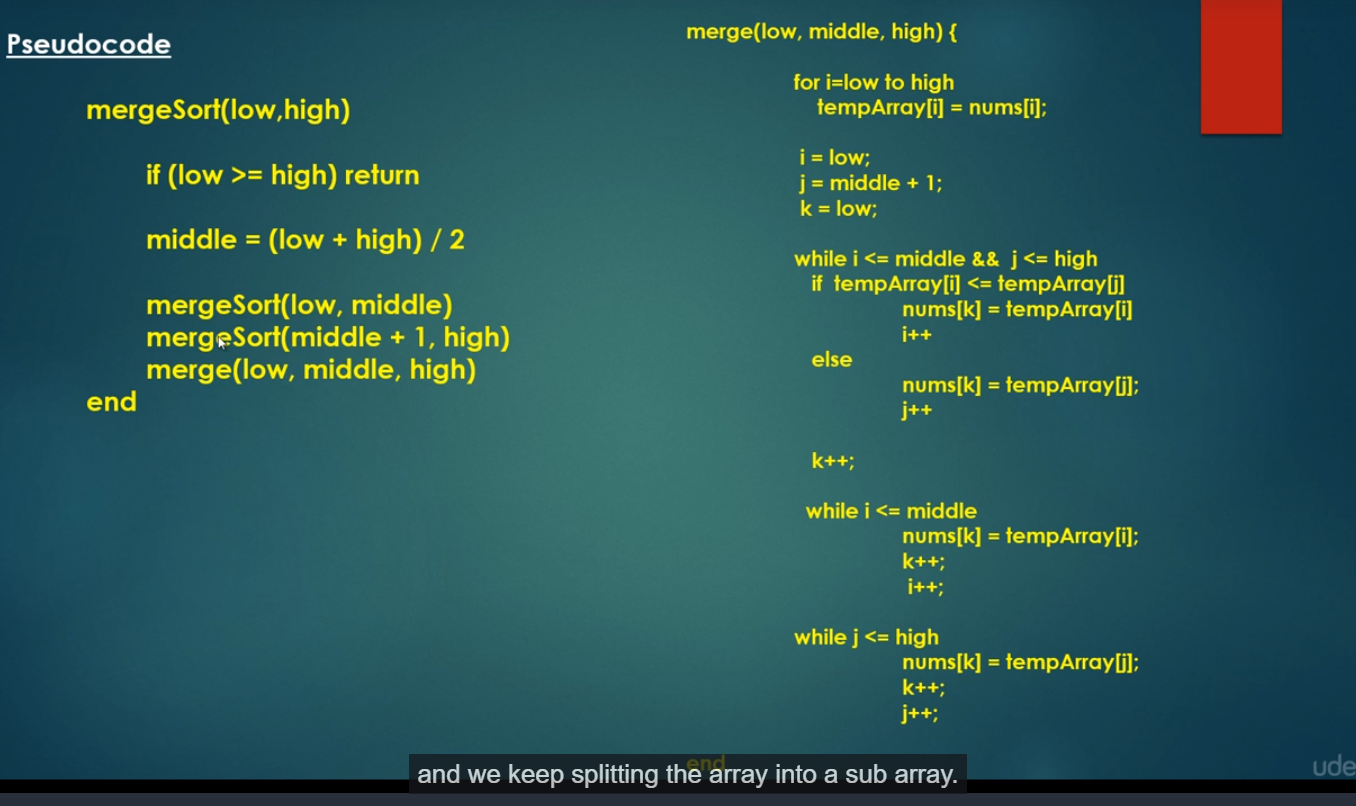 Pseudocode
mergeSort(low,high)
if (low >= high) return
middle = (low + high) / 2
mergeSort(low, middle)
mergeSort(middle + 1, high)
merge(low, middle, high)
end
merge(low, middle, high) {
for i=low to high
tempArray[i] = nums[i];
i = low;
j = middle + 1;
k = low;
while i <= middle && j <= high
if tempArray[i] <= tempArray[j]
nums[k] = tempArray[i]
i++
else
nums[k] = tempArray[j];
j++
k++;
while i <= middle
nums[k] = tempArray[i];
k++;
i++;
while j <= high
nums[k] = tempArray[j];
k++;
j++;
end
and we keep splitting the array into a sub array.
ude